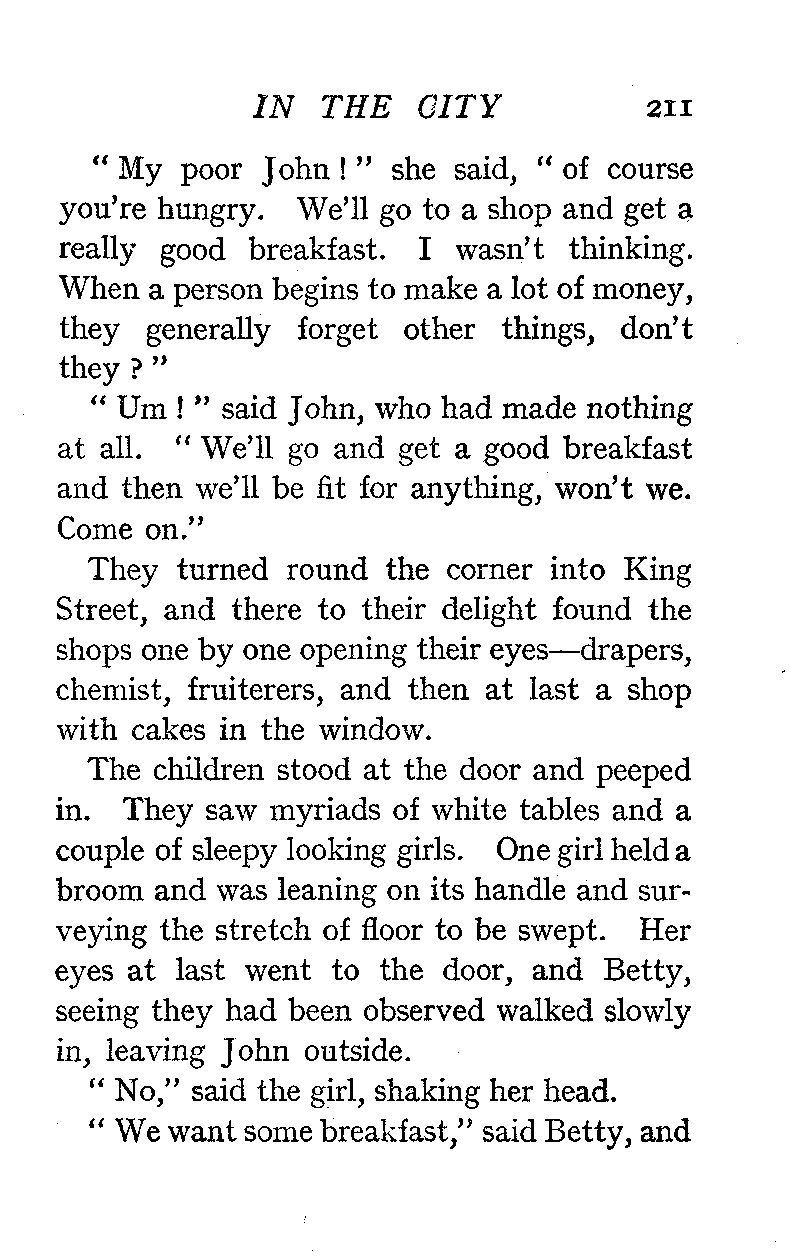 IN THE CITY 211
“ My poor John ! ” she said, “ of course
you’re hungry. We’ll go to a shop and get a
really good breakfast. I wasn’t thinking.
When a person begins to make a lot of money,
they generally forget other things, don’t
they ? ”
“ Um ! ” said John, who had made nothing
at all. “ We’ll go and get a good breakfast
and then we’ll be fit for anything, won’t we.
Come on.”
They turned round the corner into King
Street, and there to their delight found the
shops one by one opening their eyes—drapers,
chemist, fruiterers, and then at last a shop
with cakes in the window.
The children stood at the door and peeped
in. They saw myriads of white tables and a
couple of sleepy looking girls. One girl held a
broom and was leaning on its handle and sur-
veying the stretch of floor to be swept. Her
eyes at last went to the door, and Betty,
seeing they had been observed walked slowly
in, leaving John outside.
“ No,” said the girl, shaking her head.
“ We want some breakfast,” said Betty, and